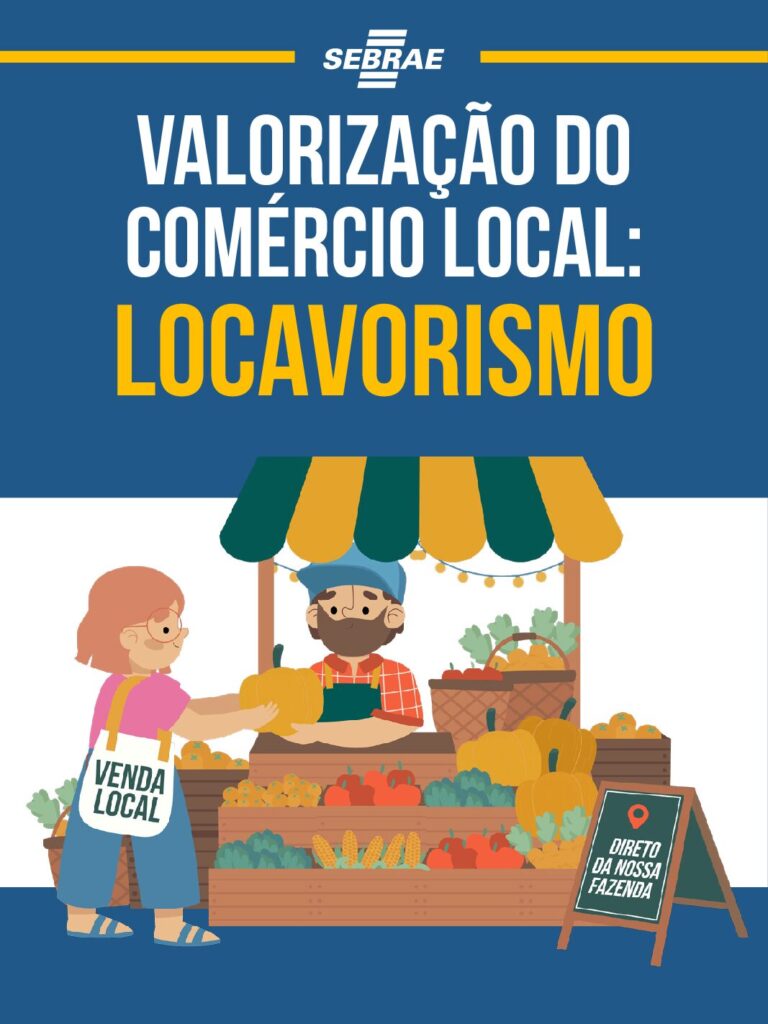 SEBRAE
VALORIZAÇÃO DO
COMÉRCIO LOCAL:
LOCAVORISMO
VENDA
LOCAL
DIRETO
DA NOSSA
FAZENDA